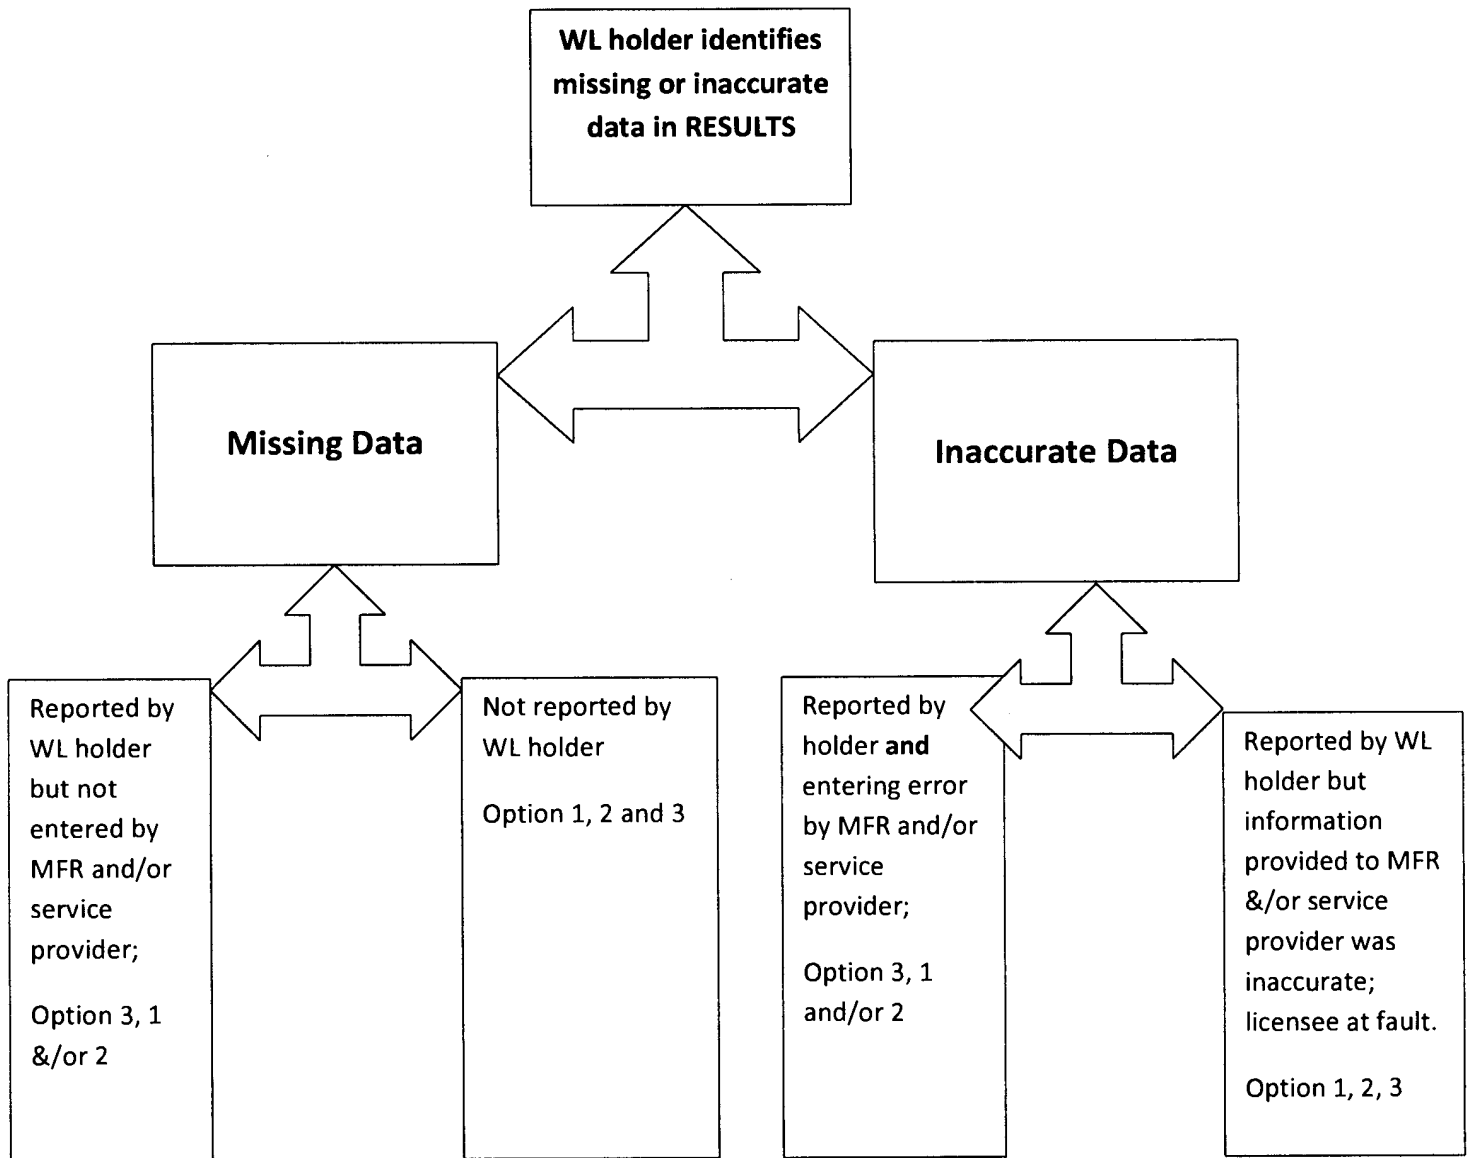 WL holder identifies
missing or inaccurate
data in RESULTS
Missing Data
Inaccurate Data
Reported by
WL holder
but not
entered by
MFR and/or
service
provider;
Option 3, 1
&/or 2
Not reported by
WL holder
Option 1, 2 and 3
Reported by
holder and
entering error
by MFR and/or
service
provider;
Option 3, 1
and/or 2
Reported by WL
holder but
information
provided to MFR
&/or service
provider was
inaccurate;
licensee at fault.
Option 1, 2, 3